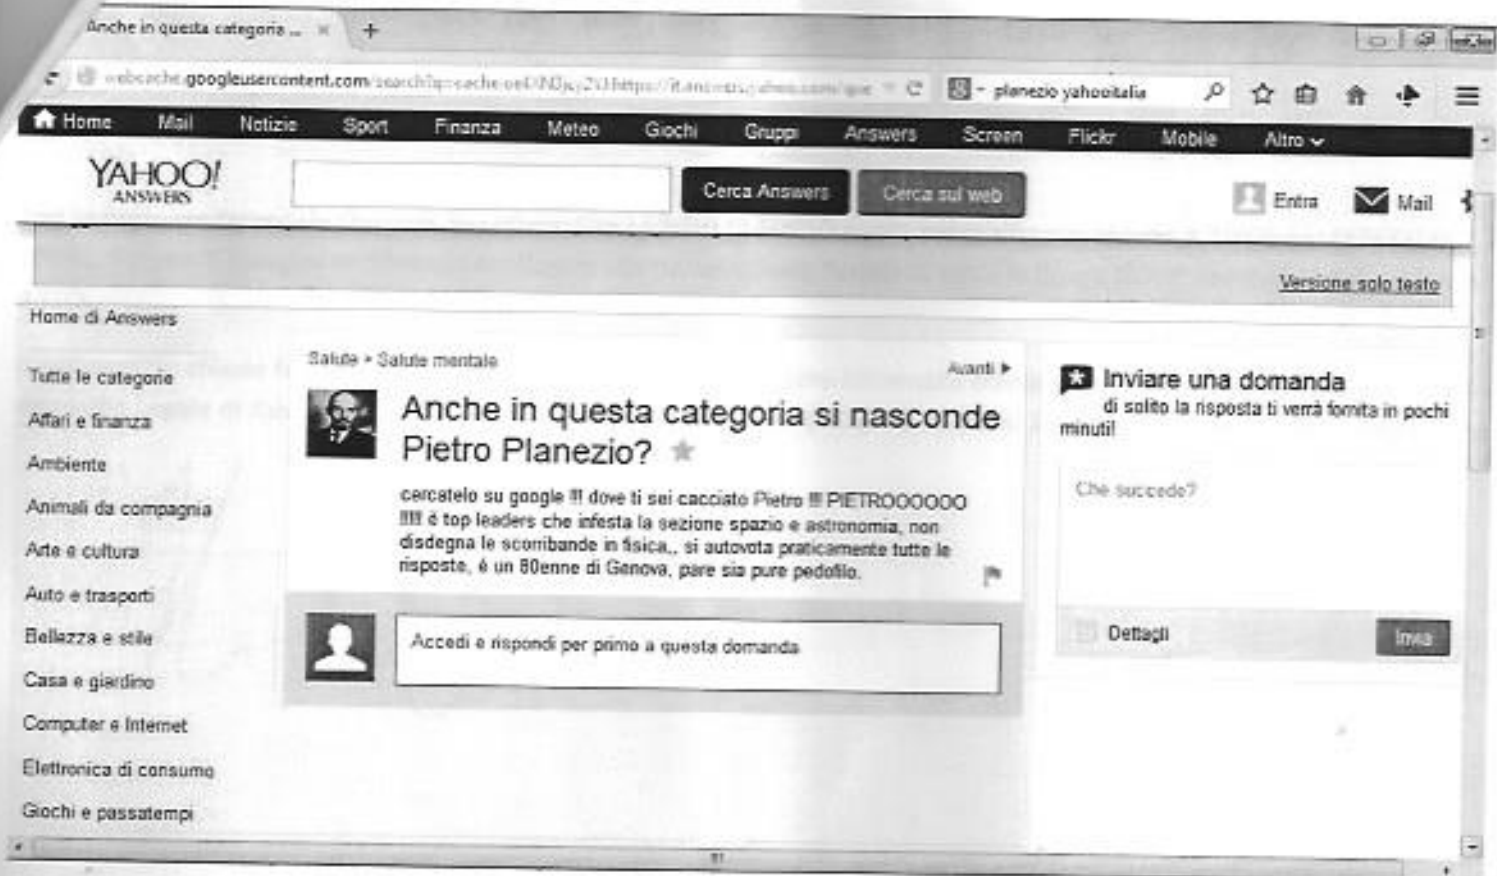 Anche in questa categoria ...
+
googleusercontent.com
planezio yahooitalia
Home Mail Notizie Sport Finanza Meteo Giochi Gruppi Answers Screen Flickr Mobile Altro
YAHOO!
ANSWERS
Cerca Answers
Cerca sul web
Entra
Mail
Versione solo testo
Home di Answers
Tutte le categorie
Affari e finanza
Ambiente
Animali da compagnia
Arte e cultura
Auto e trasporti
Bellezza e stile
Casa e giardino
Computer e Internet
Elettronica di consumo
Giochi e passatempi
Salute > Salute mentale
Avanti
Anche in questa categoria si nasconde
Pietro Planezio?
cercatelo su google !!! dove ti sei cacciato Pietro !!! PIETROOOOOO
!!!!! é top leaders che infesta la sezione spazio e astronomia, non
disdegna le scorribande in fisica,, si autovota praticamente tutte le
risposte, é un 80enne di Genova, pare sia pure pedofilo.
Accedi e rispondi per primo a questa domanda
Inviare una domanda
di solito la risposta ti verrà fornita in pochi
minuti!
Che succede?
Dettagli
Invia